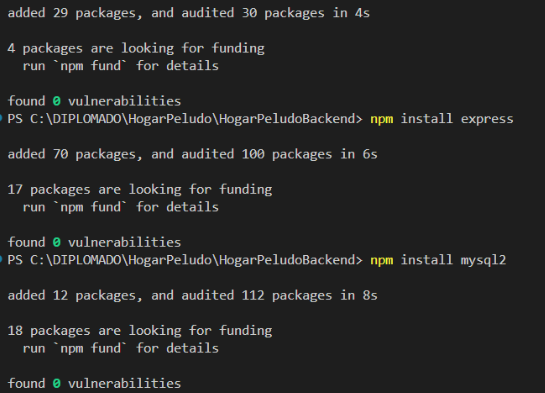 added 29 packages, and audited 30 packages in 4s
4 packages are looking for funding
run `npm fund` for details
found 0 vulnerabilities
PS C:\DIPLOMADO\HogarPeludo\HogarPeludoBackend> npm install express
added 70 packages, and audited 100 packages in 6s
17 packages are looking for funding
run `npm fund` for details
found 0 vulnerabilities
PS C:\DIPLOMADO\HogarPeludo\HogarPeludoBackend> npm install mysql2
added 12 packages, and audited 112 packages in 8s
18 packages are looking for funding
run `npm fund` for details
found 0 vulnerabilities